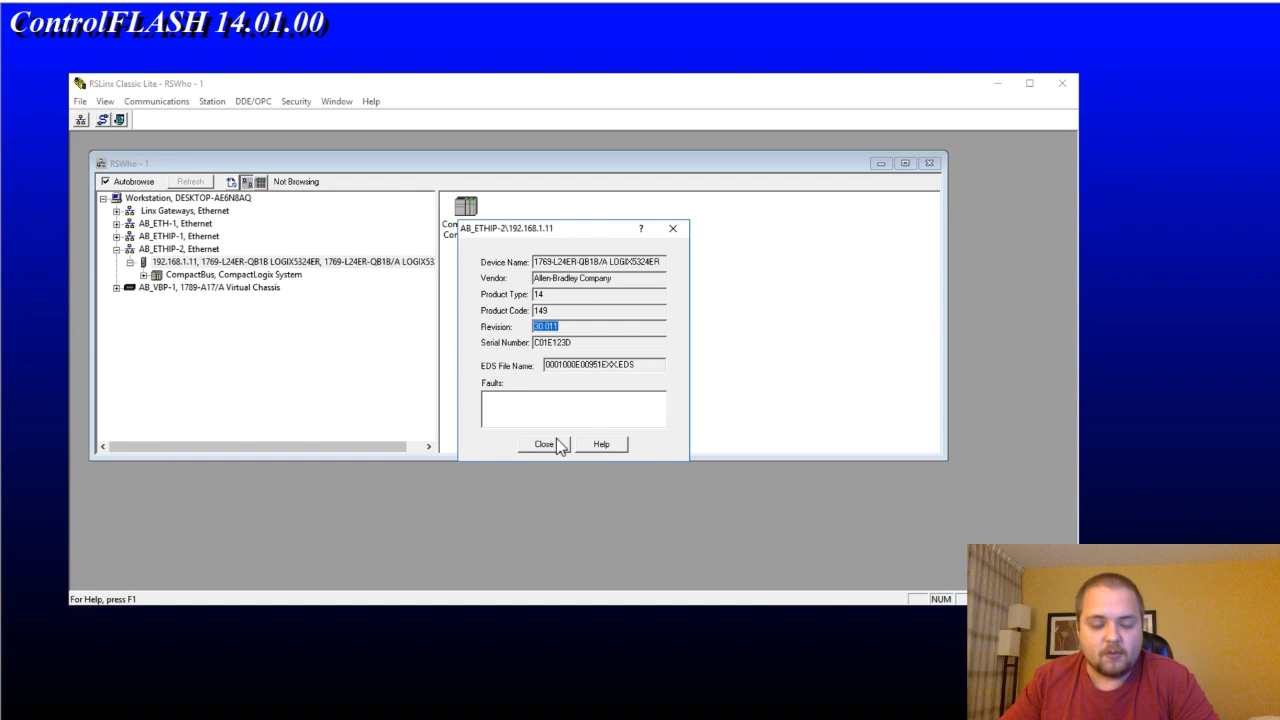 ControlFLASH 14.01.00
RSLinx Classic Lite - RSWho - 1
File View Communications Station DDE/OPC Security Window Help
RSWho - 1
Autobrowse Refresh Not Browsing
Workstation, DESKTOP-AE6N8AQ
Linx Gateways, Ethernet
AB_ETH-1, Ethernet
AB_ETHIP-1, Ethernet
AB_ETHIP-2, Ethernet
192.168.1.11, 1769-L24ER-QB1B LOGIX5324ER, 1769-L24ER-QB1B/A LOGIX53
CompactBus, CompactLogix System
AB_VBP-1, 1789-A17/A Virtual Chassis
Com
Cor
AB_ETHIP-2\192.168.1.11
Device Name: 1769-L24ER-QB1B/A LOGIX5324ER
Vendor: Allen-Bradley Company
Product Type: 14
Product Code: 149
Revision: 30.011
Serial Number: C01E123D
EDS File Name: 0001000E00951EXX.EDS
Faults:
Close Help
For Help, press F1
NUM